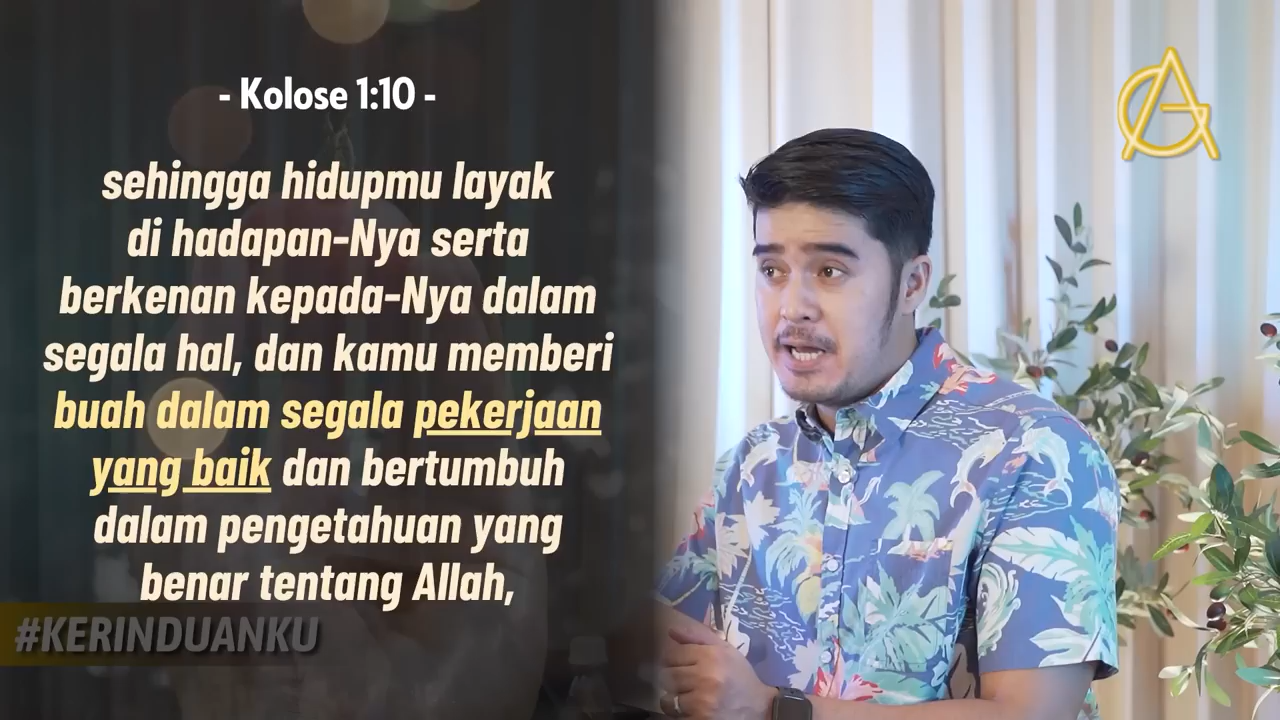 - Kolose 1:10 -
sehingga hidupmu layak
di hadapan-Nya serta
berkenan kepada-Nya dalam
segala hal, dan kamu memberi
buah dalam segala pekerjaan
yang baik dan bertumbuh
dalam pengetahuan yang
benar tentang Allah,
#KERINDUANKU